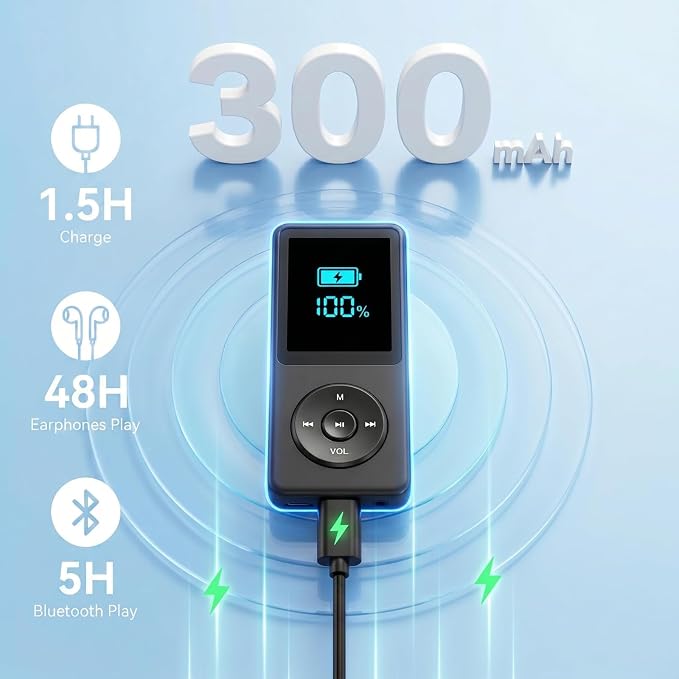 300 mAh
1.5H
Charge
48H
Earphones Play
5H
Bluetooth Play
100%
M
VOL